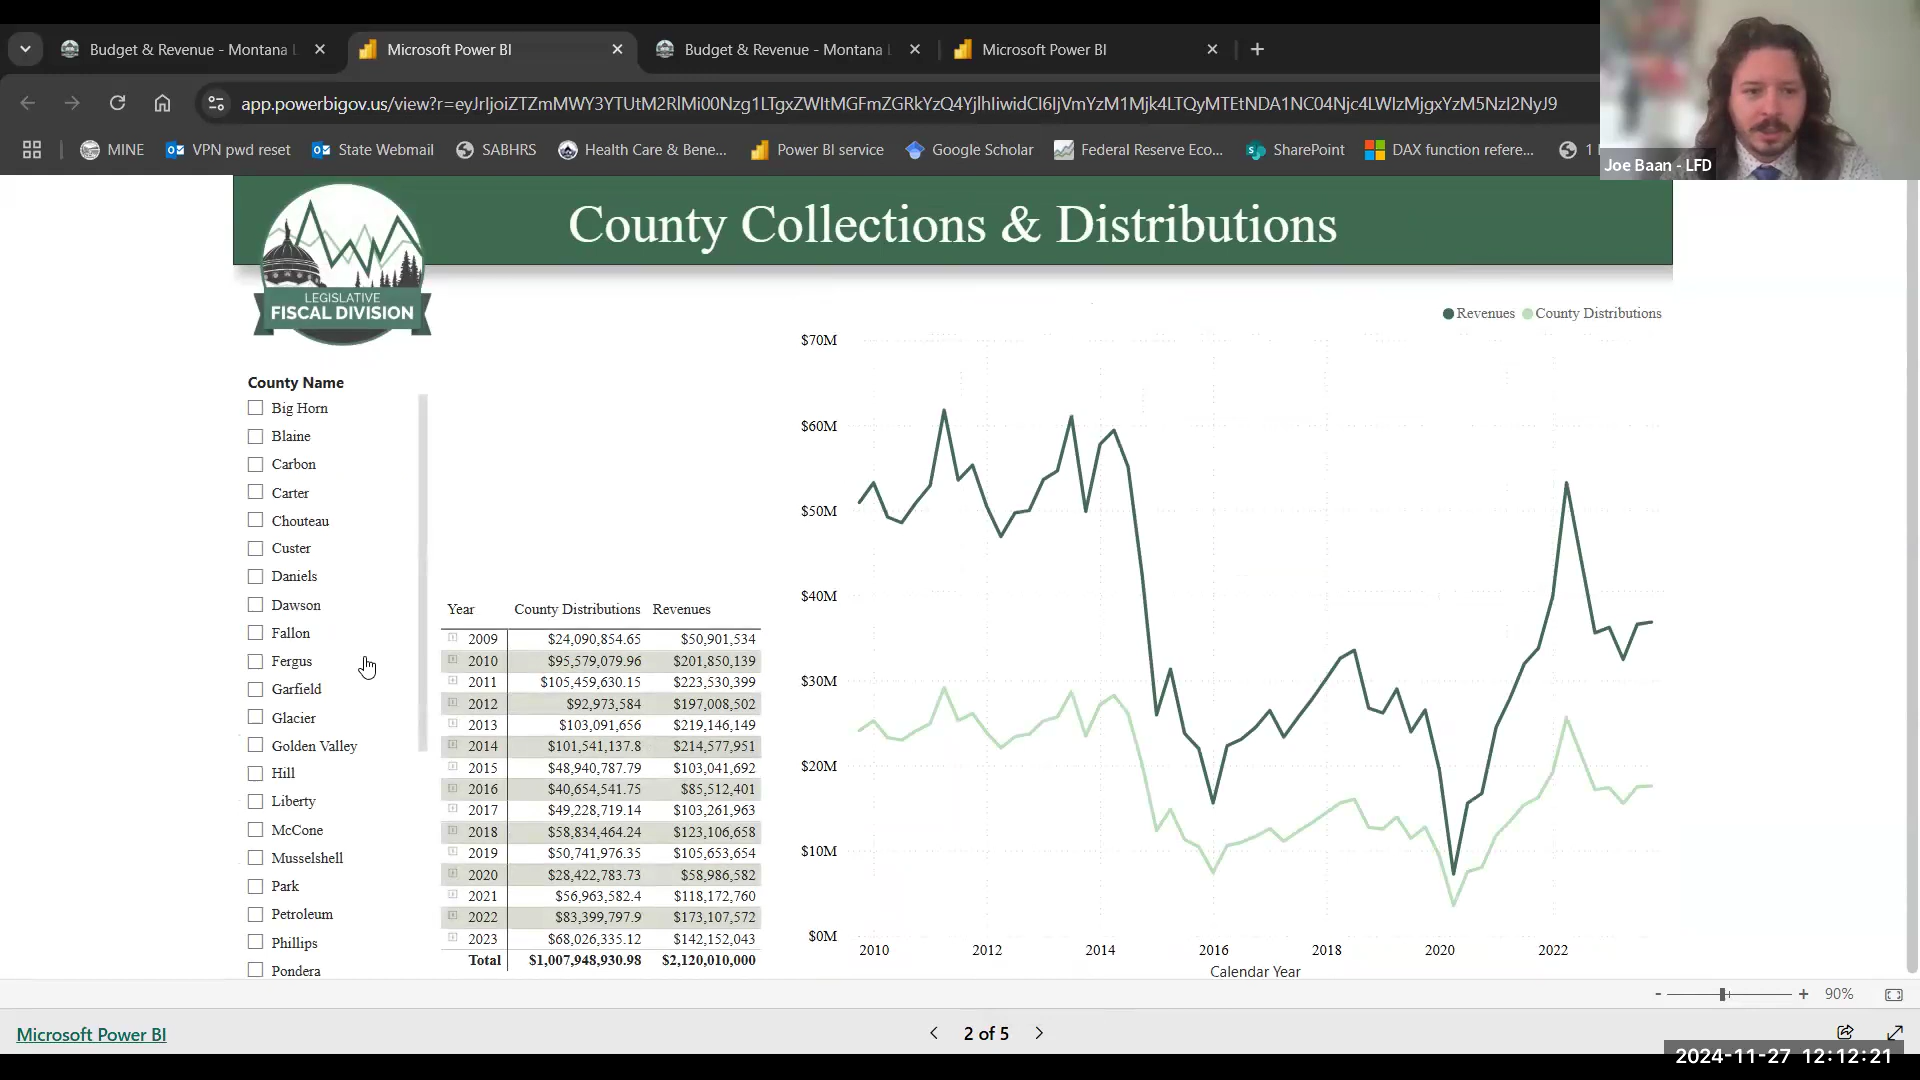 Budget & Revenue - Montana L
Microsoft Power BI
Budget & Revenue - Montana L
Microsoft Power BI
MINE
VPN pwd reset
State Webmail
SABHRS
Health Care & Bene...
Power BI service
Google Scholar
Federal Reserve Eco...
SharePoint
DAX function refere...
Joe Baan - LFD
County Collections & Distributions
LEGISLATIVE
FISCAL DIVISION
Revenues
County Distributions
County Name
Big Horn
Blaine
Carbon
Carter
Chouteau
Custer
Daniels
Dawson
Fallon
Fergus
Garfield
Glacier
Golden Valley
Hill
Liberty
McCone
Musselshell
Park
Petroleum
Phillips
Pondera
Year County Distributions Revenues
2009 $24,090,854.65 $50,901,534
2010 $95,579,079.96 $201,850,139
2011 $105,459,630.15 $223,530,399
2012 $92,973,584 $197,008,502
2013 $103,091,656 $219,146,149
2014 $101,541,137.8 $214,577,951
2015 $48,940,787.79 $103,041,692
2016 $40,654,541.75 $85,512,401
2017 $49,228,719.14 $103,261,963
2018 $58,834,464.24 $123,106,658
2019 $50,741,976.35 $105,653,654
2020 $28,422,783.73 $58,986,582
2021 $56,963,582.4 $118,172,760
2022 $83,399,797.9 $173,107,572
2023 $68,026,335.12 $142,152,043
Total $1,007,948,930.98 $2,120,010,000
$70M
$60M
$50M
$40M
$30M
$20M
$10M
$0M
2010 2012 2014 2016 2018 2020 2022
Calendar Year
- + 90%
Microsoft Power BI
2 of 5
2024-11-27 12:12:21